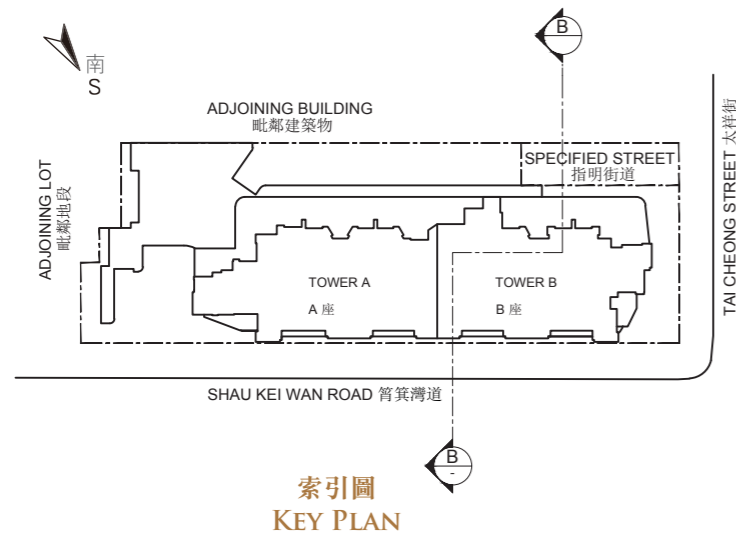 B
南
S
ADJOINING BUILDING
毗鄰建築物
SPECIFIED STREET
指明街道
ADJOINING LOT
毗鄰地段
TAI CHEONG STREET 太祥街
TOWER A
A 座
TOWER B
B 座
SHAU KEI WAN ROAD 筲箕灣道
B
-
索引圖
KEY PLAN